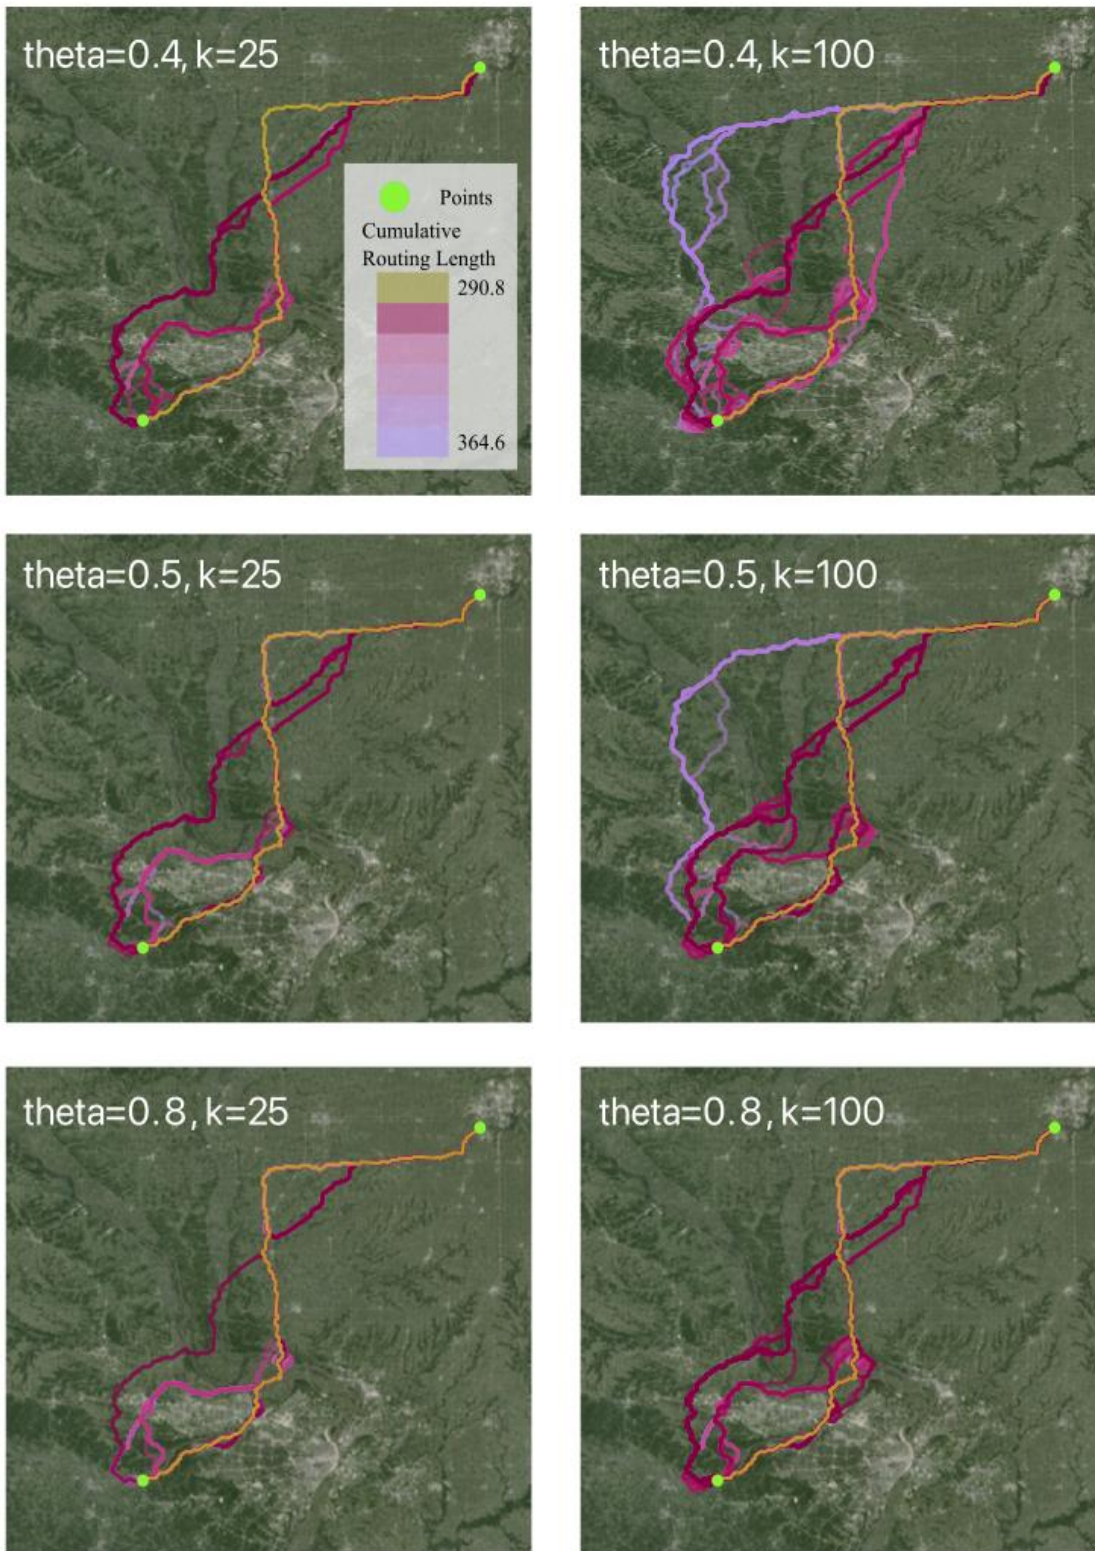 theta=0.4, k=25
theta=0.4, k=100
Points
Cumulative
Routing Length
290.8
364.6
theta=0.5, k=25
theta=0.5, k=100
theta=0.8, k=25
theta=0.8, k=100